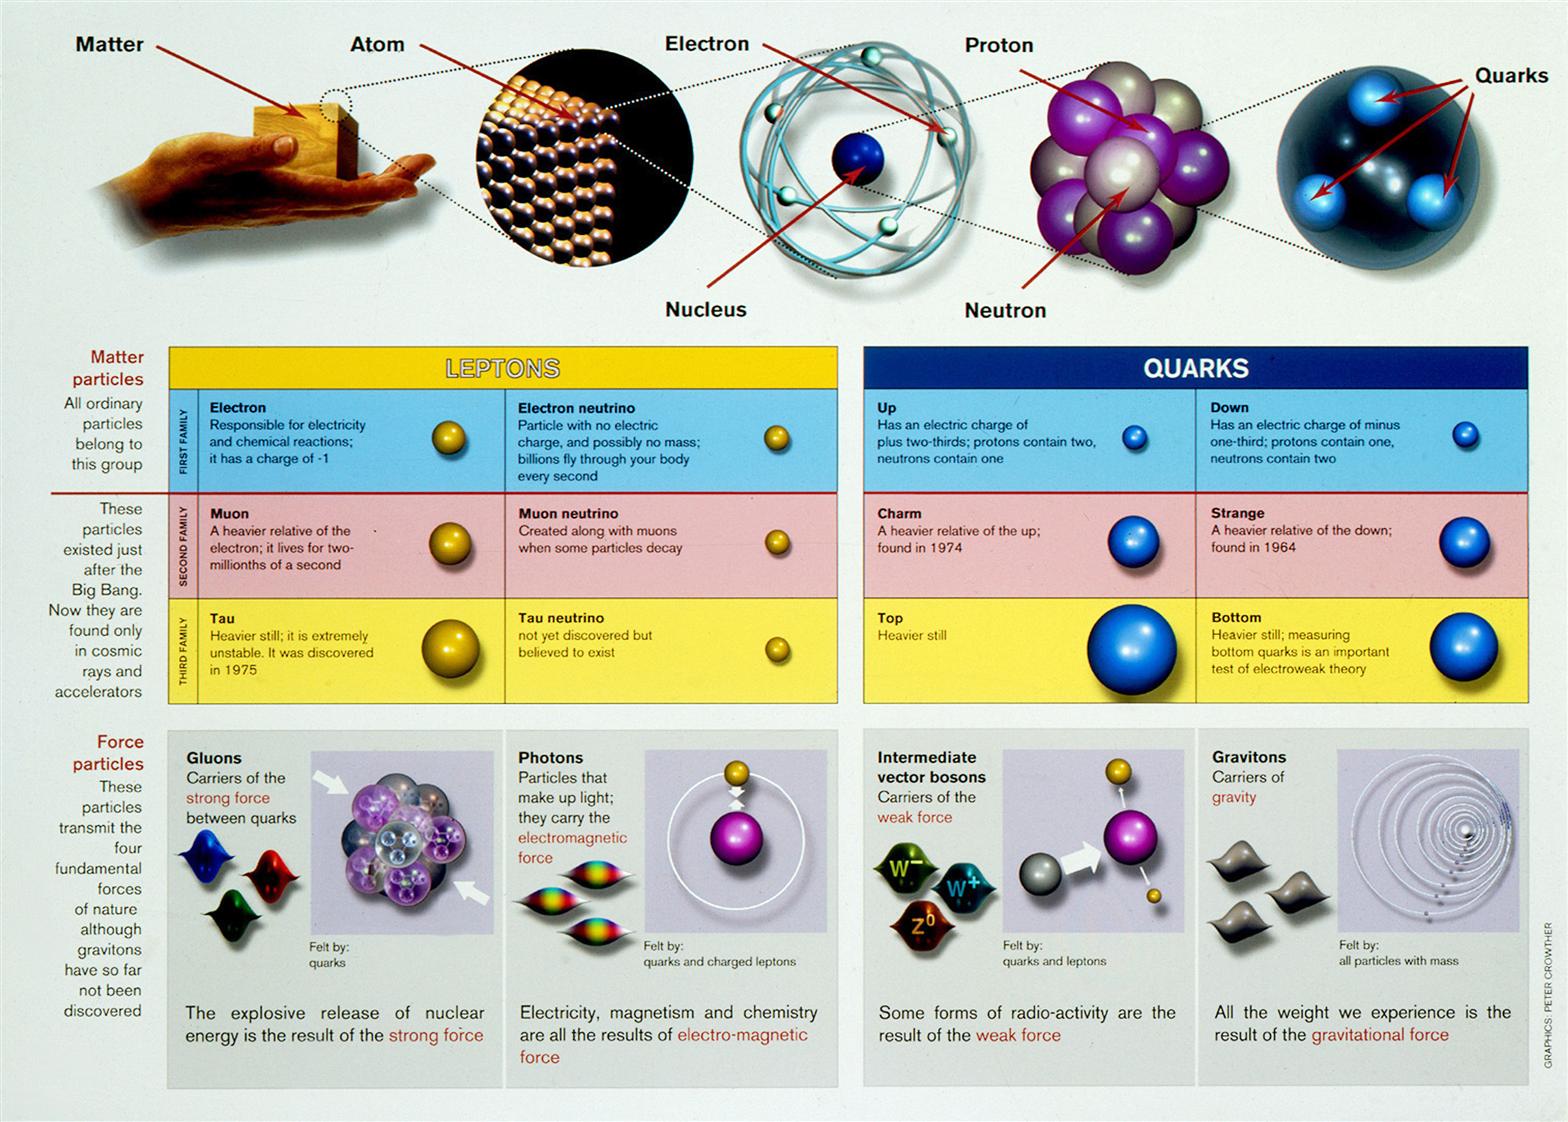 Matter
Atom
Electron
Proton
Quarks
Nucleus
Neutron
Matter
particles
All ordinary
particles
belong to
this group
These
particles
existed just
after the
Big Bang.
Now they are
found only
in cosmic
rays and
accelerators
LEPTONS
FIRST FAMILY
Electron
Responsible for electricity
and chemical reactions;
it has a charge of -1
Electron neutrino
Particle with no electric
charge, and possibly no mass;
billions fly through your body
every second
SECOND FAMILY
Muon
A heavier relative of the
electron; it lives for two-
millionths of a second
Muon neutrino
Created along with muons
when some particles decay
THIRD FAMILY
Tau
Heavier still; it is extremely
unstable. It was discovered
in 1975
Tau neutrino
not yet discovered but
believed to exist
QUARKS
Up
Has an electric charge of
plus two-thirds; protons contain two,
neutrons contain one
Down
Has an electric charge of minus
one-third; protons contain one,
neutrons contain two
Charm
A heavier relative of the up;
found in 1974
Strange
A heavier relative of the down;
found in 1964
Top
Heavier still
Bottom
Heavier still; measuring
bottom quarks is an important
test of electroweak theory
Force
particles
These
particles
transmit the
four
fundamental
forces
of nature
although
gravitons
have so far
not been
discovered
Gluons
Carriers of the
strong force
between quarks
Felt by:
quarks
The explosive release of nuclear
energy is the result of the strong force
Photons
Particles that
make up light;
they carry the
electromagnetic
force
Felt by:
quarks and charged leptons
Electricity, magnetism and chemistry
are all the results of electro-magnetic
force
Intermediate
vector bosons
Carriers of the
weak force
W−
W+
Z0
Felt by:
quarks and leptons
Some forms of radio-activity are the
result of the weak force
Gravitons
Carriers of
gravity
Felt by:
all particles with mass
All the weight we experience is the
result of the gravitational force
GRAPHICS: PETER CROWTHER